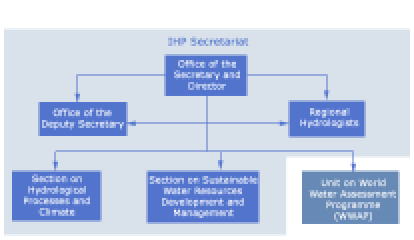 IHP Secretariat
Office of the
Secretary and
Director
Office of the
Deputy Secretary
Regional
Hydrologists
Section on
Hydrological
Processes and
Climate
Section on Sustainable
Water Resources
Development and
Management
Unit on World
Water Assessment
Programme
(WWAP)